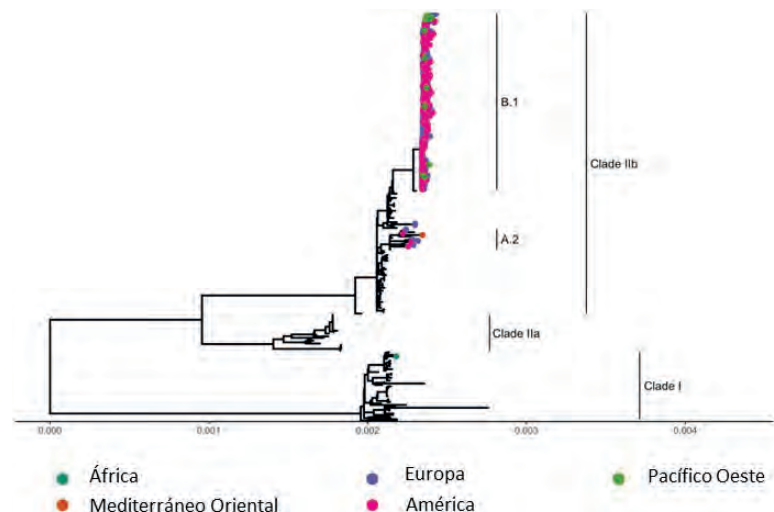 B.1
Clade IIb
A.2
Clade IIa
Clade I
0.000 0.001 0.002 0.003 0.004
África Europa Pacífico Oeste
Mediterráneo Oriental América